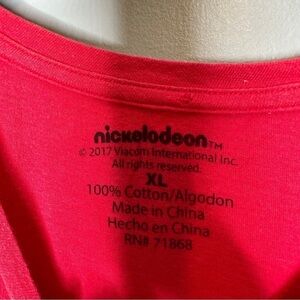 nickelodeon™
© 2017 Viacom International Inc.
All rights reserved.
XL
100% Cotton/Algodon
Made in China
Hecho en China
RN# 71868